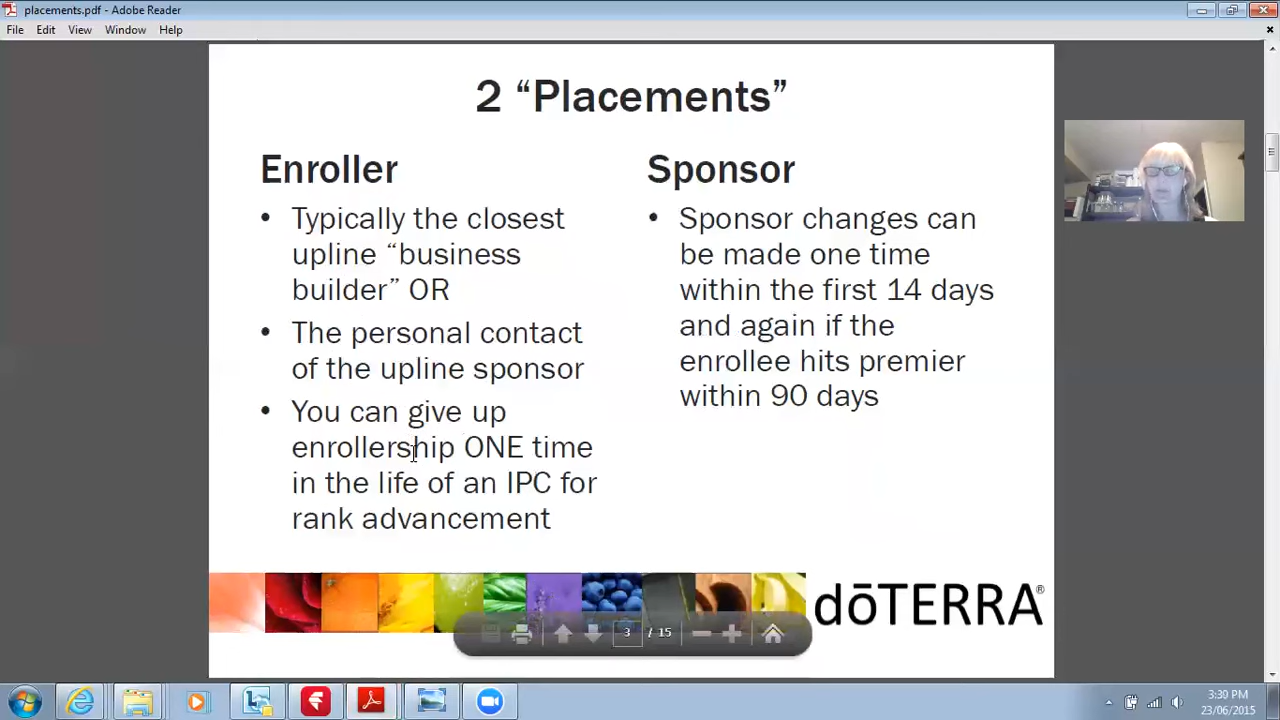 placements.pdf - Adobe Reader
File Edit View Window Help
2 “Placements”
Enroller
• Typically the closest
upline “business
builder” OR
• The personal contact
of the upline sponsor
• You can give up
enrollership ONE time
in the life of an IPC for
rank advancement
Sponsor
• Sponsor changes can
be made one time
within the first 14 days
and again if the
enrollee hits premier
within 90 days
dōTERRA®
3 / 15
3:30 PM
23/06/2015